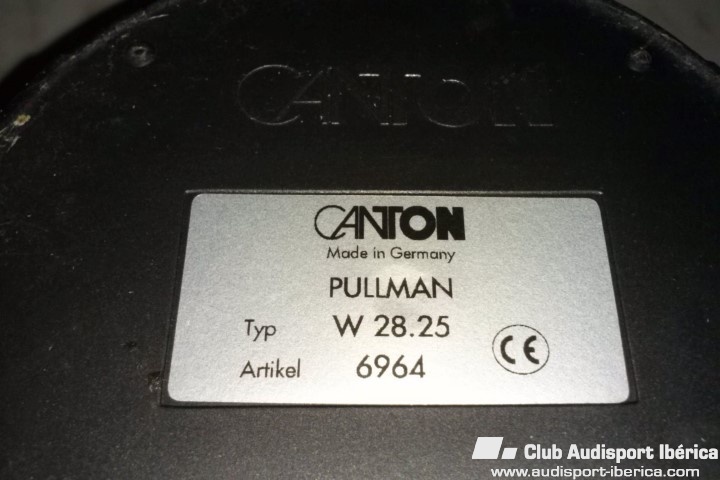 CANTON
CANTON
Made in Germany
PULLMAN
Typ W 28.25
Artikel 6964
CE
Club Audisport Ibérica
www.audisport-iberica.com